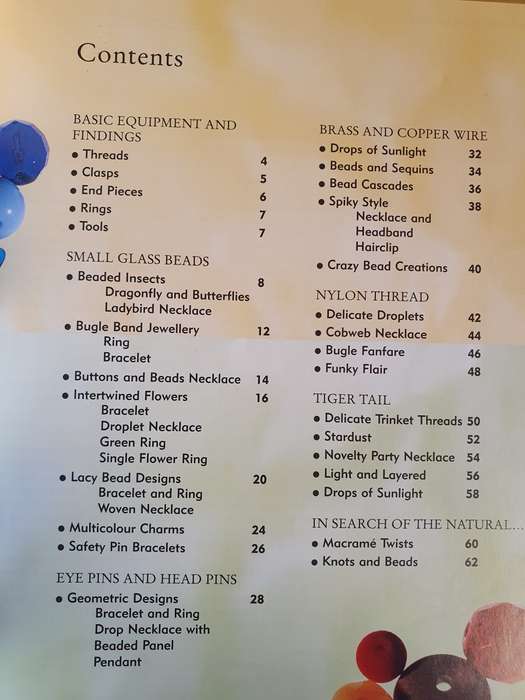 Contents
BASIC EQUIPMENT AND
FINDINGS
• Threads 4
• Clasps 5
• End Pieces 6
• Rings 7
• Tools 7
SMALL GLASS BEADS
• Beaded Insects 8
Dragonfly and Butterflies
Ladybird Necklace
• Bugle Band Jewellery 12
Ring
Bracelet
• Buttons and Beads Necklace 14
• Intertwined Flowers 16
Bracelet
Droplet Necklace
Green Ring
Single Flower Ring
• Lacy Bead Designs 20
Bracelet and Ring
Woven Necklace
• Multicolour Charms 24
• Safety Pin Bracelets 26
EYE PINS AND HEAD PINS
• Geometric Designs 28
Bracelet and Ring
Drop Necklace with
Beaded Panel
Pendant
BRASS AND COPPER WIRE
• Drops of Sunlight 32
• Beads and Sequins 34
• Bead Cascades 36
• Spiky Style 38
Necklace and
Headband
Hairclip
• Crazy Bead Creations 40
NYLON THREAD
• Delicate Droplets 42
• Cobweb Necklace 44
• Bugle Fanfare 46
• Funky Flair 48
TIGER TAIL
• Delicate Trinket Threads 50
• Stardust 52
• Novelty Party Necklace 54
• Light and Layered 56
• Drops of Sunlight 58
IN SEARCH OF THE NATURAL...
• Macramé Twists 60
• Knots and Beads 62